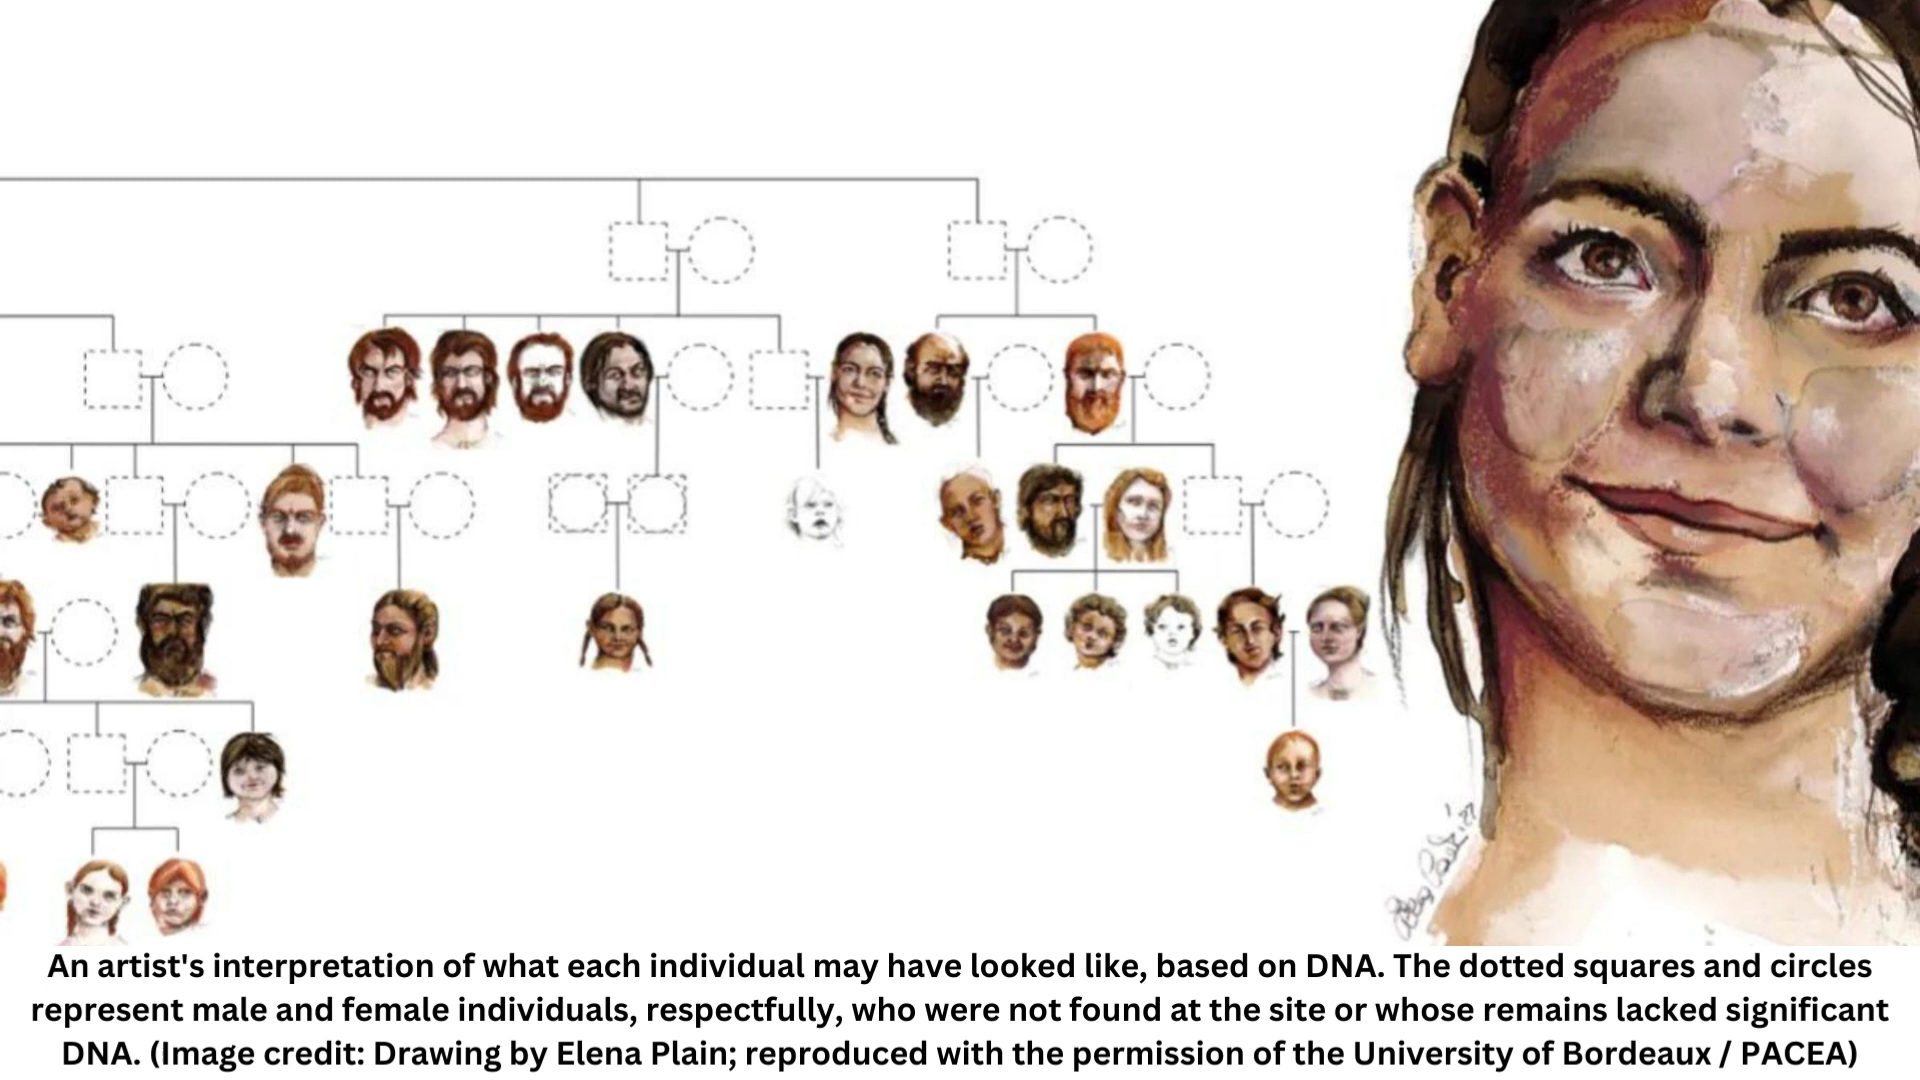 An artist's interpretation of what each individual may have looked like, based on DNA. The dotted squares and circles
represent male and female individuals, respectfully, who were not found at the site or whose remains lacked significant
DNA. (Image credit: Drawing by Elena Plain; reproduced with the permission of the University of Bordeaux / PACEA)